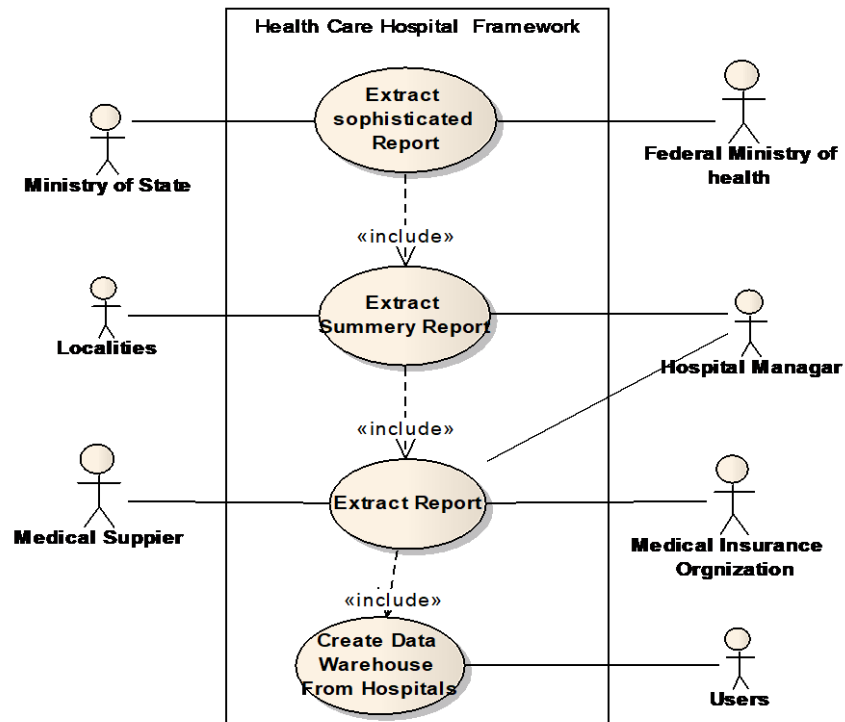 Health Care Hospital Framework
Extract
sophisticated
Report
Ministry of State
Federal Ministry of
health
«include»
Extract
Summery Report
Localities
Hospital Managar
«include»
Extract Report
Medical Suppier
Medical Insurance
Orgnization
«include»
Create Data
Warehouse
From Hospitals
Users